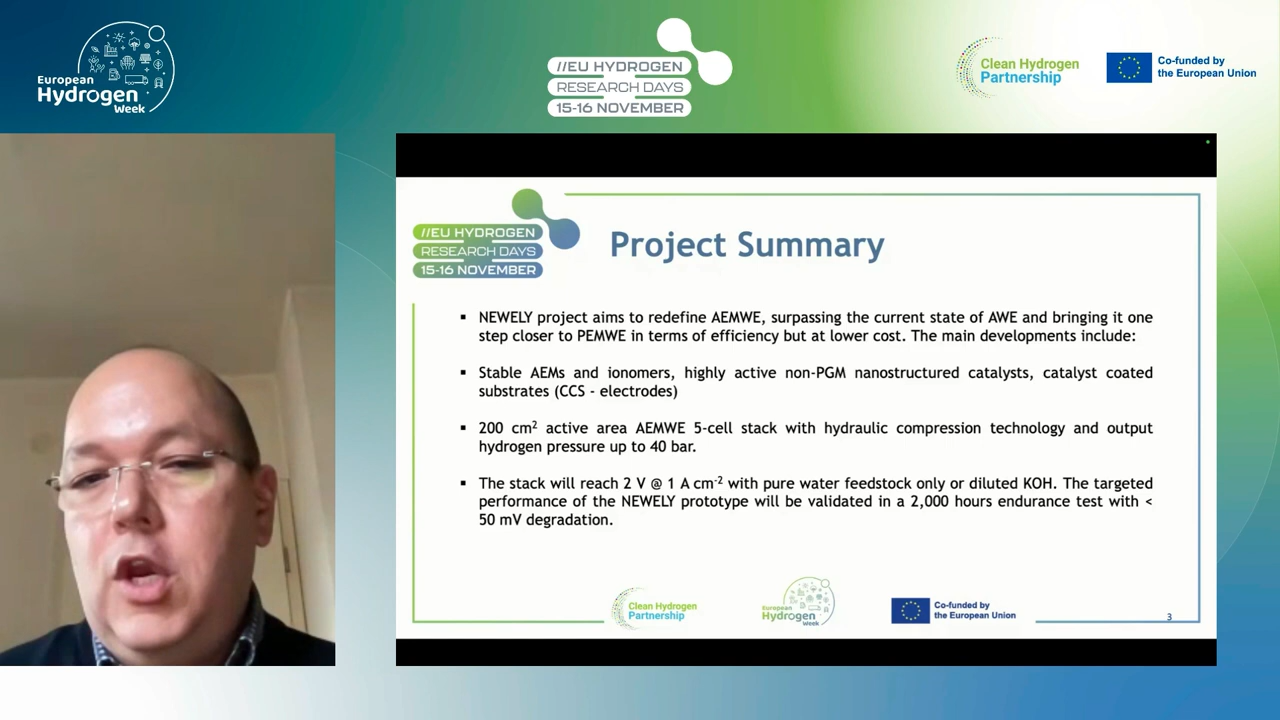 European
Hydrogen
Week
//EU HYDROGEN
RESEARCH DAYS
15-16 NOVEMBER
Clean Hydrogen
Partnership
Co-funded by
the European Union
//EU HYDROGEN
RESEARCH DAYS
15-16 NOVEMBER
Project Summary
▪ NEWELY project aims to redefine AEMWE, surpassing the current state of AWE and bringing it one
step closer to PEMWE in terms of efficiency but at lower cost. The main developments include:
▪ Stable AEMs and ionomers, highly active non-PGM nanostructured catalysts, catalyst coated
substrates (CCS - electrodes)
▪ 200 cm² active area AEMWE 5-cell stack with hydraulic compression technology and output
hydrogen pressure up to 40 bar.
▪ The stack will reach 2 V @ 1 A cm⁻² with pure water feedstock only or diluted KOH. The targeted
performance of the NEWELY prototype will be validated in a 2,000 hours endurance test with <
50 mV degradation.
Clean Hydrogen
Partnership
European
Hydrogen
Week
Co-funded by
the European Union
3